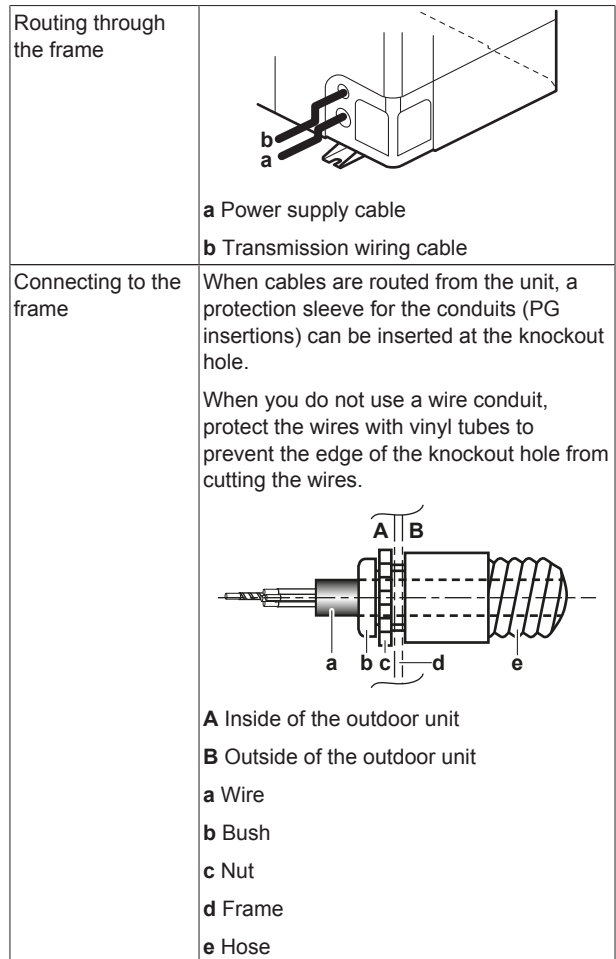 Routing through
the frame
b
a
a Power supply cable
b Transmission wiring cable
Connecting to the
frame
When cables are routed from the unit, a
protection sleeve for the conduits (PG
insertions) can be inserted at the knockout
hole.
When you do not use a wire conduit,
protect the wires with vinyl tubes to
prevent the edge of the knockout hole from
cutting the wires.
A B
a b c d e
A Inside of the outdoor unit
B Outside of the outdoor unit
a Wire
b Bush
c Nut
d Frame
e Hose